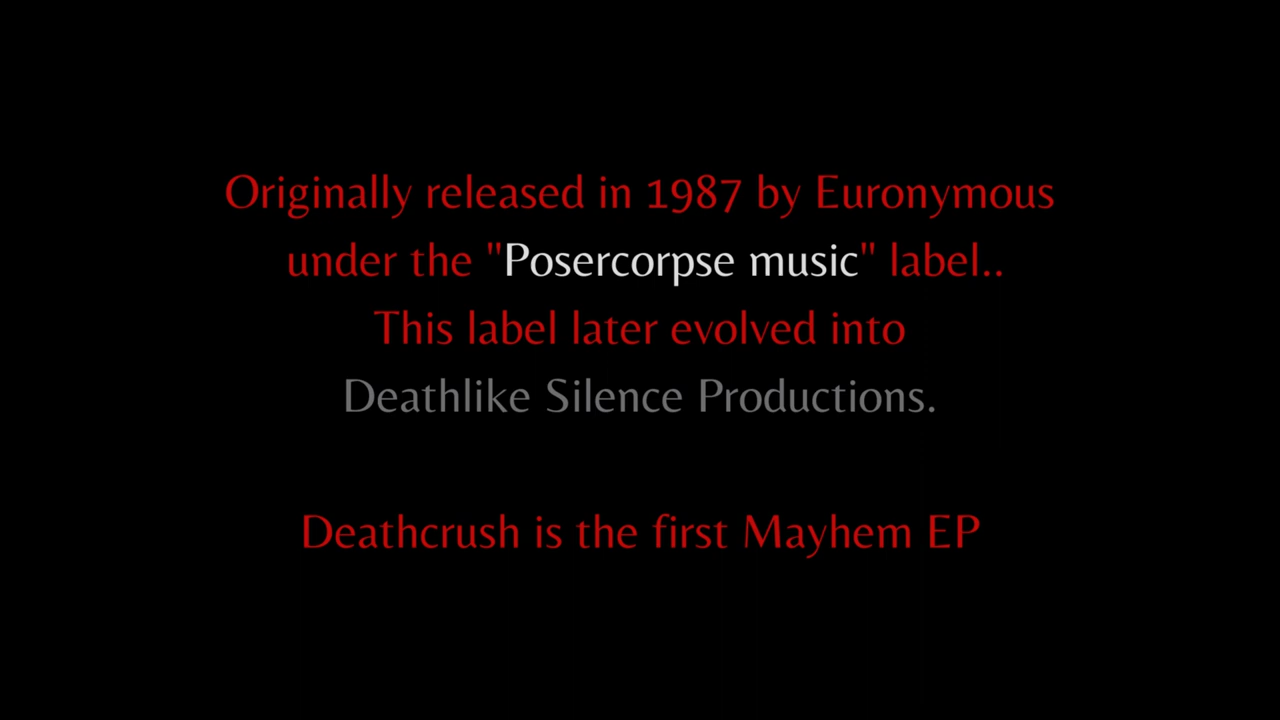 Originally released in 1987 by Euronymous
under the "Posercorpse music" label..
This label later evolved into
Deathlike Silence Productions.
Deathcrush is the first Mayhem EP